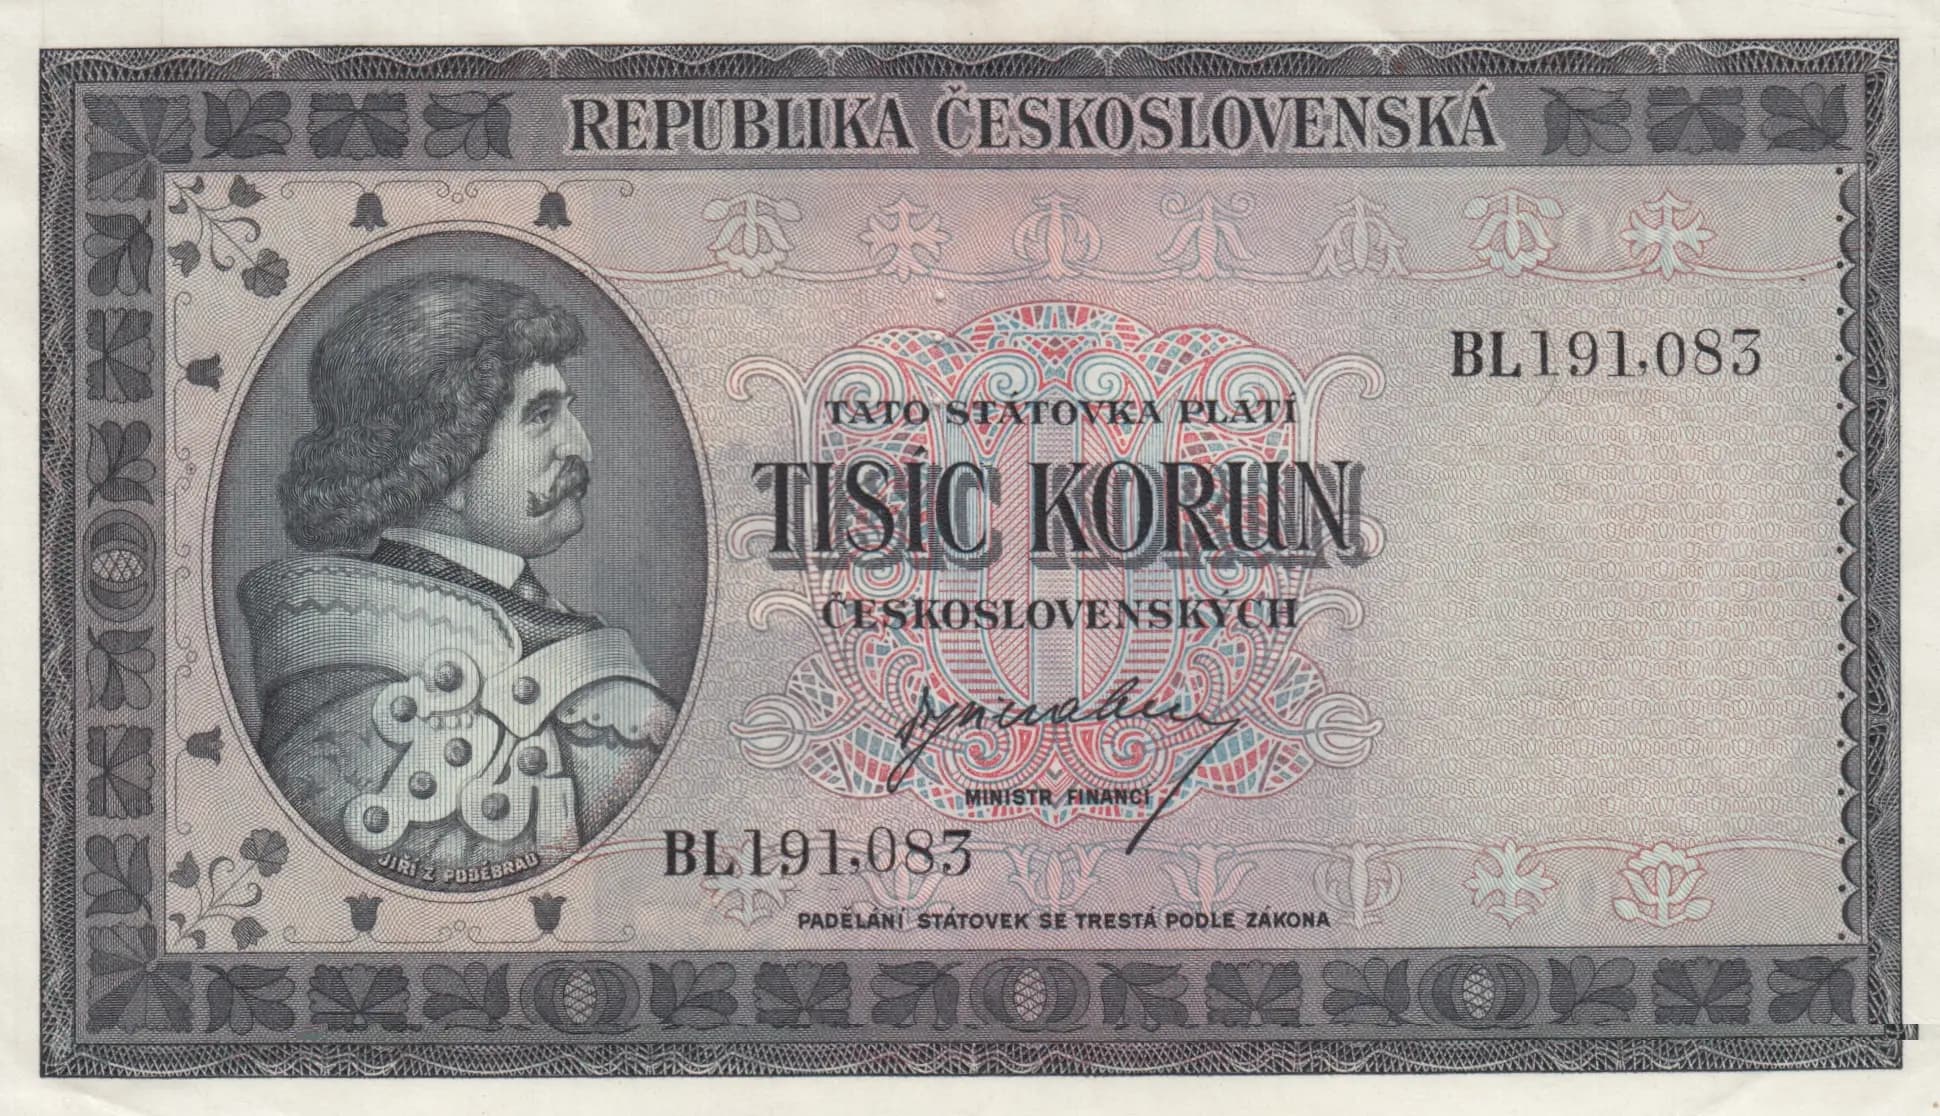 REPUBLIKA ČESKOSLOVENSKÁ
BL191,083
TATO STÁTOVKA PLATÍ
TISÍC KORUN
ČESKOSLOVENSKÝCH
MINISTR FINANCÍ
JIŘÍ Z PODĚBRAD
BL191,083
PADĚLÁNÍ STÁTOVEK SE TRESTÁ PODLE ZÁKONA